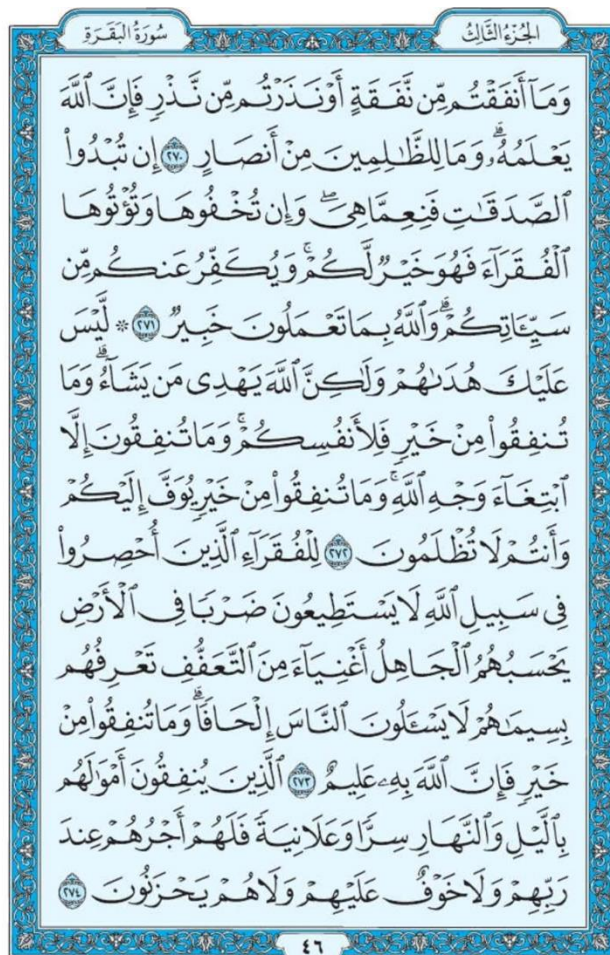 الجُزْءُ الثَّالِثُ
سُورَةُ البَقَرَةِ
وَمَآ أَنفَقْتُم مِّن نَّفَقَةٍ أَوْ نَذَرْتُم مِّن نَّذْرٍ فَإِنَّ ٱللَّهَ
يَعْلَمُهُۥۗ وَمَا لِلظَّٰلِمِينَ مِنْ أَنصَارٍ ٢٧٠ إِن تُبْدُوا۟
ٱلصَّدَقَٰتِ فَنِعِمَّا هِىَۖ وَإِن تُخْفُوهَا وَتُؤْتُوهَا
ٱلْفُقَرَآءَ فَهُوَ خَيْرٌ لَّكُمْۚ وَيُكَفِّرُ عَنكُم مِّن
سَيِّـَٔاتِكُمْۗ وَٱللَّهُ بِمَا تَعْمَلُونَ خَبِيرٌ ٢٧١ * لَّيْسَ
عَلَيْكَ هُدَىٰهُمْ وَلَٰكِنَّ ٱللَّهَ يَهْدِى مَن يَشَآءُۗ وَمَا
تُنفِقُوا۟ مِنْ خَيْرٍ فَلِأَنفُسِكُمْۚ وَمَا تُنفِقُونَ إِلَّا
ٱبْتِغَآءَ وَجْهِ ٱللَّهِۚ وَمَا تُنفِقُوا۟ مِنْ خَيْرٍ يُوَفَّ إِلَيْكُمْ
وَأَنتُمْ لَا تُظْلَمُونَ ٢٧٢ لِلْفُقَرَآءِ ٱلَّذِينَ أُحْصِرُوا۟
فِى سَبِيلِ ٱللَّهِ لَا يَسْتَطِيعُونَ ضَرْبًا فِى ٱلْأَرْضِ
يَحْسَبُهُمُ ٱلْجَاهِلُ أَغْنِيَآءَ مِنَ ٱلتَّعَفُّفِ تَعْرِفُهُم
بِسِيمَٰهُمْ لَا يَسْـَٔلُونَ ٱلنَّاسَ إِلْحَافًاۗ وَمَا تُنفِقُوا۟ مِنْ
خَيْرٍ فَإِنَّ ٱللَّهَ بِهِۦ عَلِيمٌ ٢٧٣ ٱلَّذِينَ يُنفِقُونَ أَمْوَٰلَهُم
بِٱلَّيْلِ وَٱلنَّهَارِ سِرًّا وَعَلَانِيَةً فَلَهُمْ أَجْرُهُمْ عِندَ
رَبِّهِمْ وَلَا خَوْفٌ عَلَيْهِمْ وَلَا هُمْ يَحْزَنُونَ ٢٧٤
٤٦